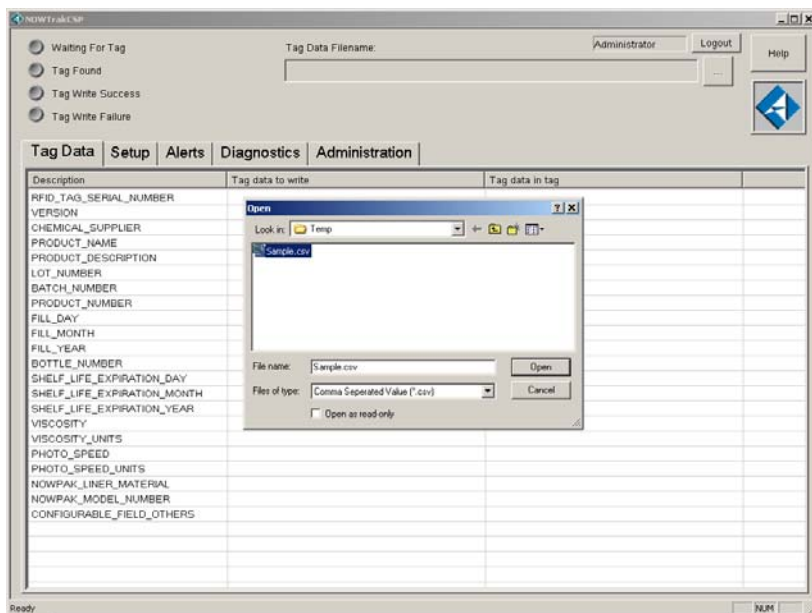 NOWTrakCSP
Waiting For Tag
Tag Found
Tag Write Success
Tag Write Failure
Tag Data Filename:
...
Administrator
Logout
Help
Tag Data
Setup
Alerts
Diagnostics
Administration
Description
Tag data to write
Tag data in tag
RFID_TAG_SERIAL_NUMBER
VERSION
CHEMICAL_SUPPLIER
PRODUCT_NAME
PRODUCT_DESCRIPTION
LOT_NUMBER
BATCH_NUMBER
PRODUCT_NUMBER
FILL_DAY
FILL_MONTH
FILL_YEAR
BOTTLE_NUMBER
SHELF_LIFE_EXPIRATION_DAY
SHELF_LIFE_EXPIRATION_MONTH
SHELF_LIFE_EXPIRATION_YEAR
VISCOSITY
VISCOSITY_UNITS
PHOTO_SPEED
PHOTO_SPEED_UNITS
NOWPAK_LINER_MATERIAL
NOWPAK_MODEL_NUMBER
CONFIGURABLE_FIELD_OTHERS
Open
Look in: Temp
Sample.csv
File name: Sample.csv
Open
Files of type: Comma Seperated Value (*.csv)
Cancel
Open as read-only
Ready
NUM